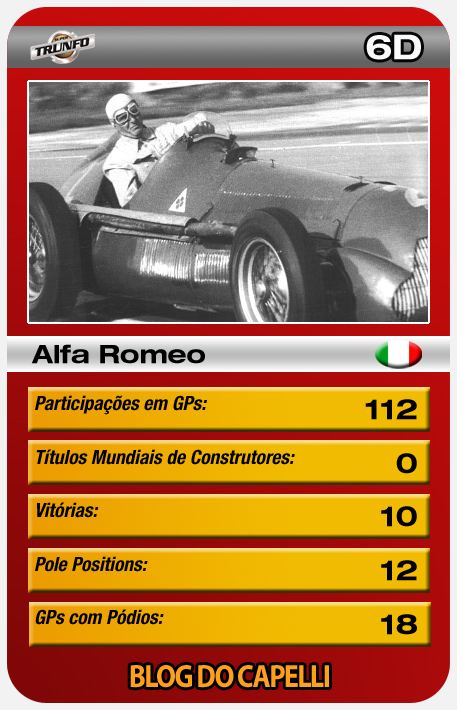 SUPER
TRUNFO
6D
Alfa Romeo
Participações em GPs:
112
Títulos Mundiais de Construtores:
0
Vitórias:
10
Pole Positions:
12
GPs com Pódios:
18
BLOG DO CAPELLI